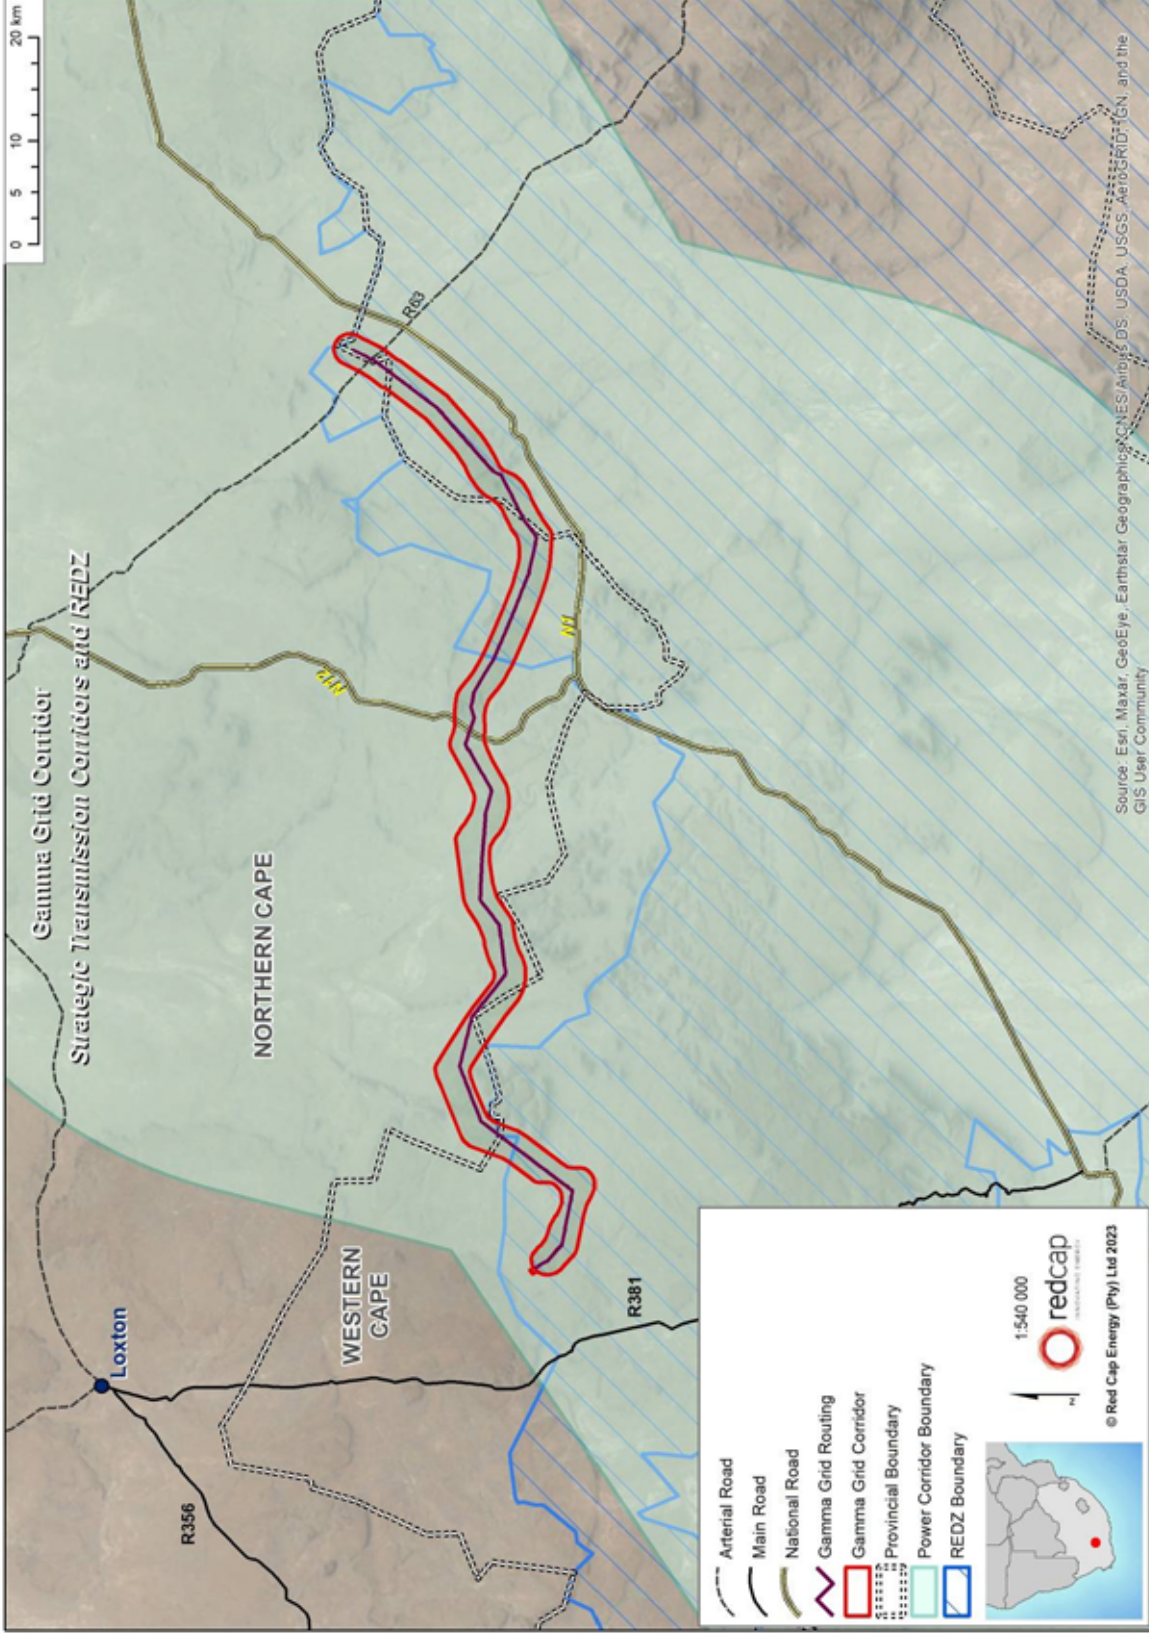 Gamma Grid Corridor
Strategic Transmission Corridors and REDZ
0 5 10 20 km
Loxton
R356
WESTERN
CAPE
NORTHERN CAPE
R381
N12
N1
R63
Arterial Road
Main Road
National Road
Gamma Grid Routing
Gamma Grid Corridor
Provincial Boundary
Power Corridor Boundary
REDZ Boundary
1:540 000
N
redcap
© Red Cap Energy (Pty) Ltd 2023
Source: Esri, Maxar, GeoEye, Earthstar Geographics, CNES/Airbus DS, USDA, USGS, AeroGRID, IGN, and the
GIS User Community